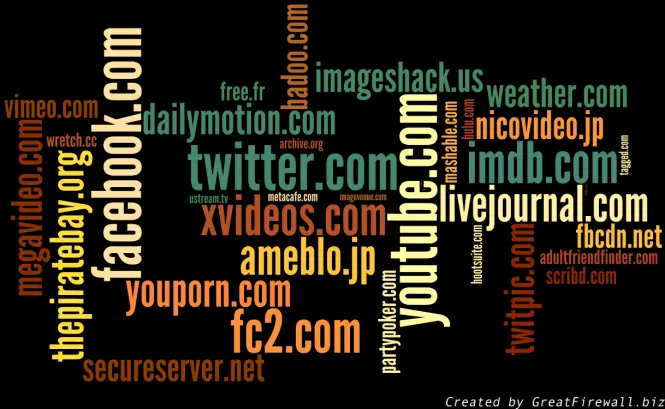 badoo.com
imageshack.us
free.fr
weather.com
vimeo.com
facebook.com
dailymotion.com
mashable.com
hulu.com
nicovideo.jp
wretch.cc
archive.org
tagged.com
megavideo.com
thepiratebay.org
twitter.com
youtube.com
imdb.com
ustream.tv
metacafe.com
imagevenue.com
livejournal.com
xvideos.com
hootsuite.com
twitpic.com
fbcdn.net
ameblo.jp
adultfriendfinder.com
scribd.com
youporn.com
partypoker.com
fc2.com
secureserver.net
Created by GreatFirewall.biz